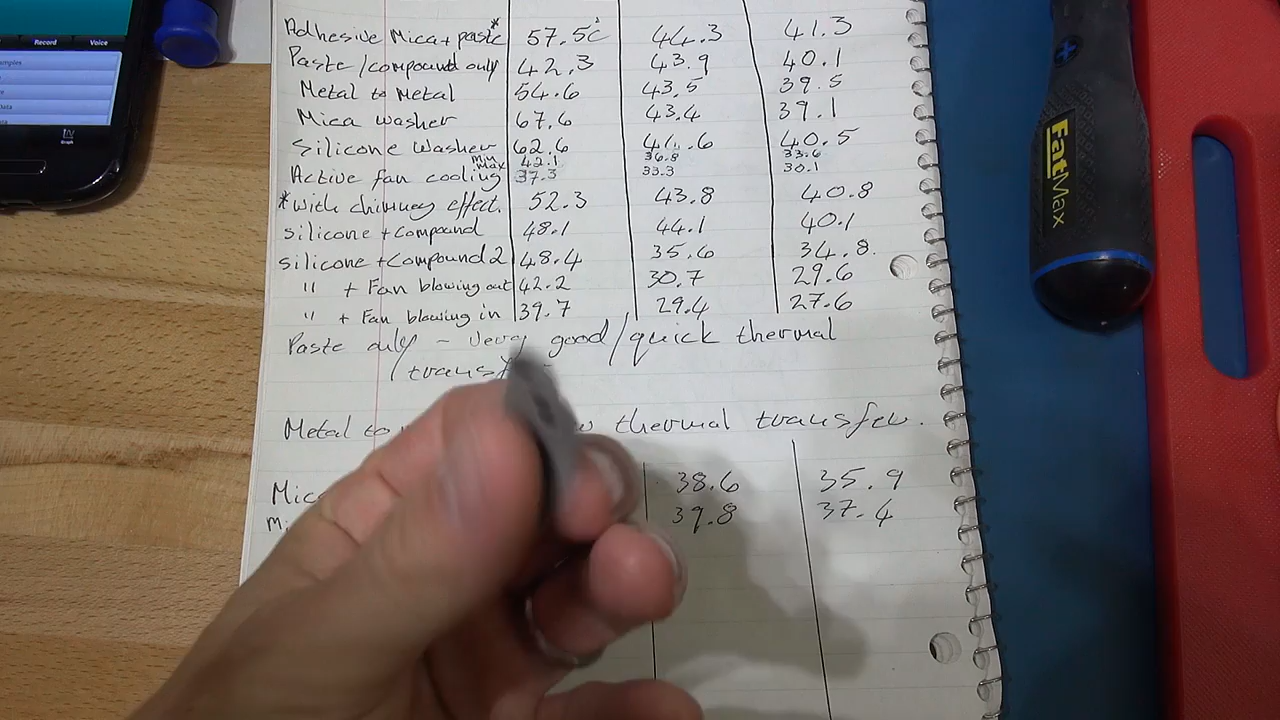 Record Voice
amples
Data
Graph
Adhesive Mica + paste* 57.5c° 44.3 41.3
Paste/compound only 42.3 43.9 40.1
Metal to Metal 54.6 43.5 39.5
Mica washer 67.6 43.4 39.1
Silicone Washer 62.6 41.6 40.5
Min 42.1 36.8 33.6
Max
Active fan cooling 37.3 33.3 30.1
*with chimney effect. 52.3 43.8 40.8
silicone + Compound 48.1 44.1 40.1
silicone + Compound 2 48.4 35.6 34.8.
" + Fan blowing out 42.2 30.7 29.6
" + Fan blowing in 39.7 29.4 27.6
Paste only - Very good/quick thermal
Metal to thermal transfer.
38.6 35.9
39.8 37.4
FatMax